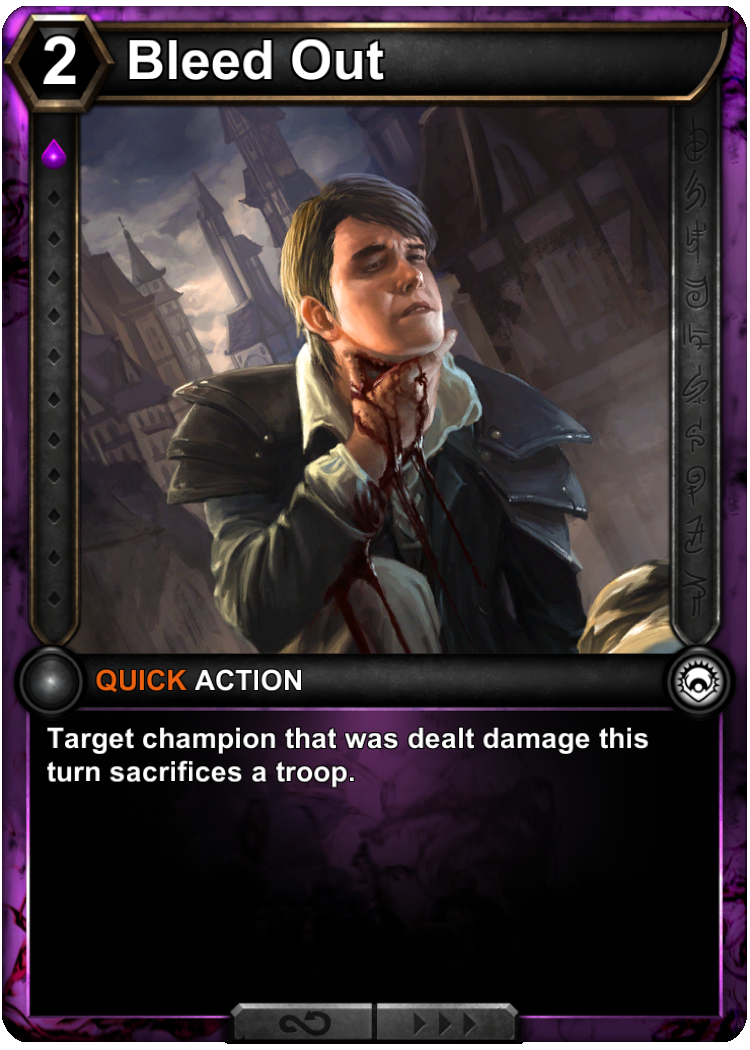 2 Bleed Out
QUICK ACTION
Target champion that was dealt damage this
turn sacrifices a troop.